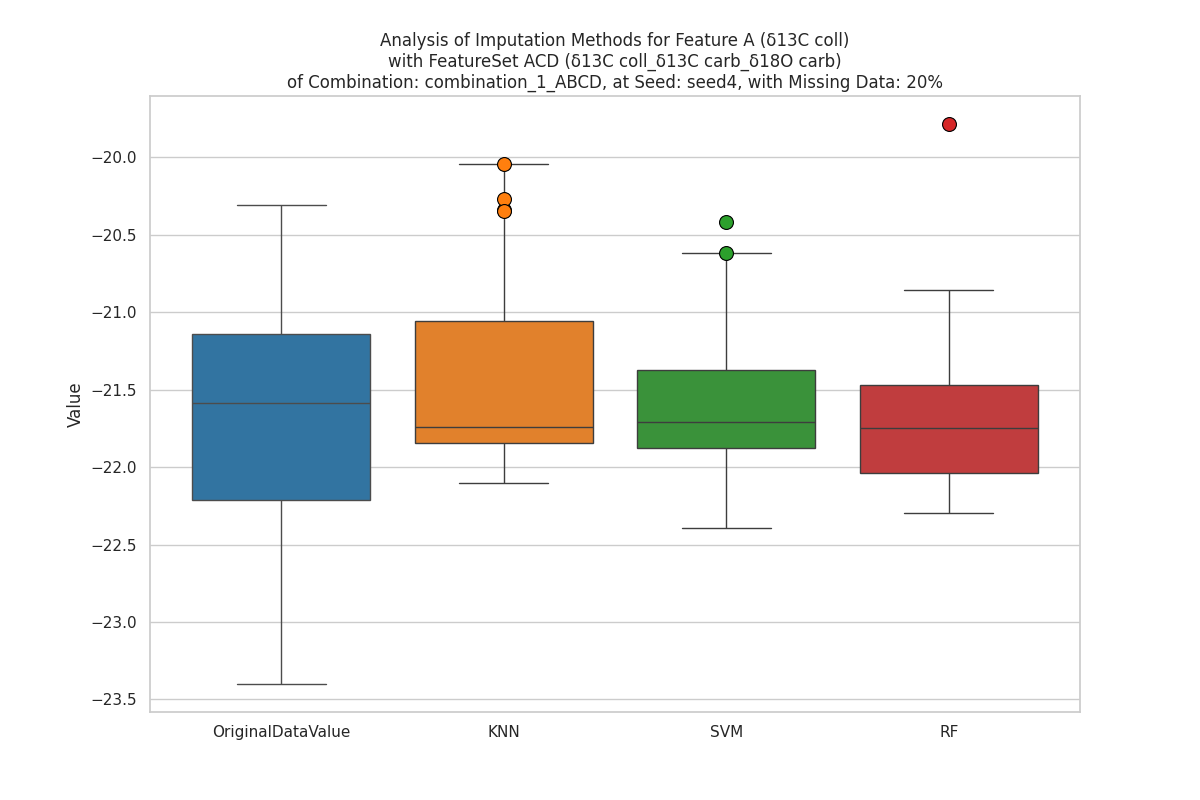 Analysis of Imputation Methods for Feature A (δ13C coll)
with FeatureSet ACD (δ13C coll_δ13C carb_δ18O carb)
of Combination: combination_1_ABCD, at Seed: seed4, with Missing Data: 20%
Value
−20.0
−20.5
−21.0
−21.5
−22.0
−22.5
−23.0
−23.5
OriginalDataValue
KNN
SVM
RF